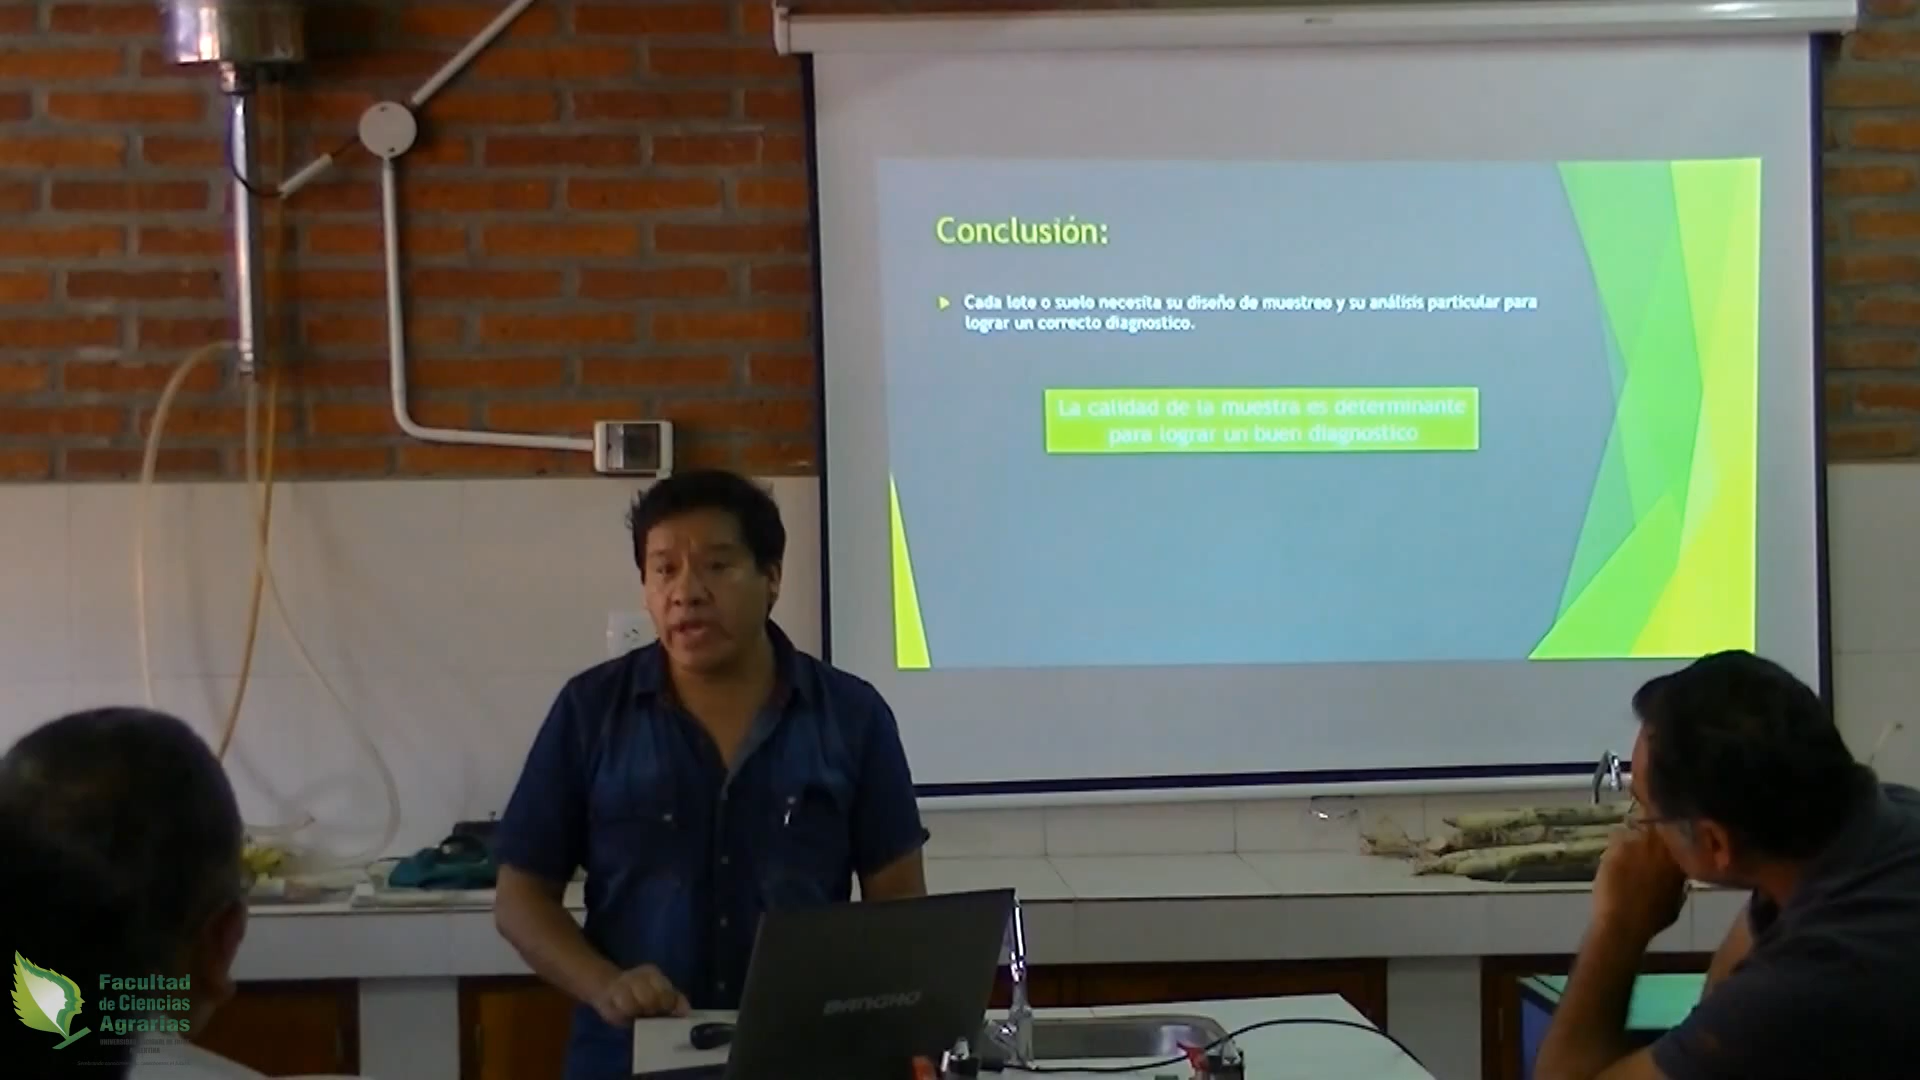 Conclusión:
Cada lote o suelo necesita su diseño de muestreo y su análisis particular para
lograr un correcto diagnostico.
La calidad de la muestra es determinante
para lograr un buen diagnostico
BANGHO
Facultad
de Ciencias
Agrarias